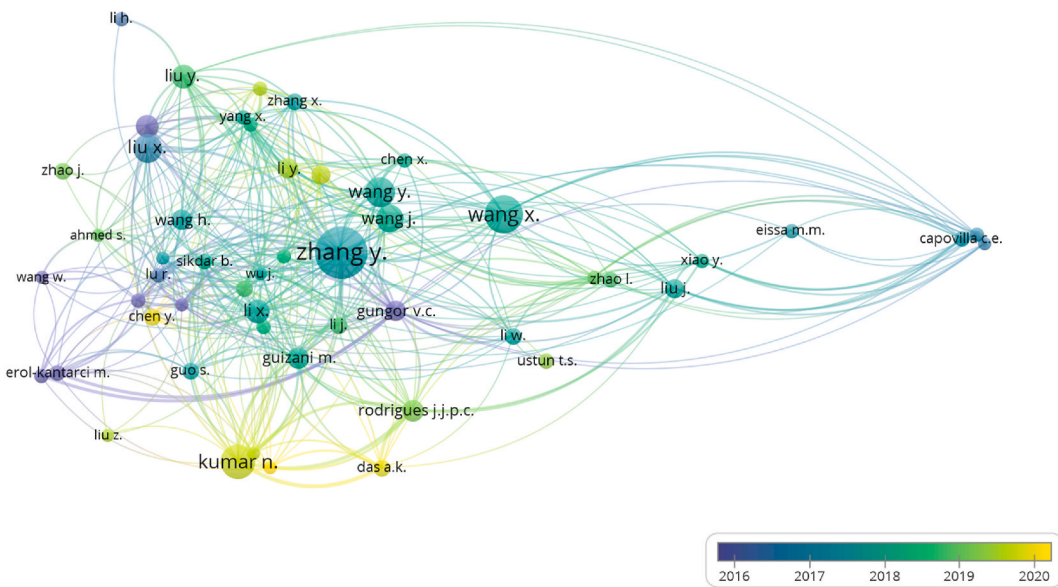 li h.
liu y.
zhang x.
yang x.
liu x.
chen x.
zhao j.
li y.
wang y.
wang x.
wang h.
wang j.
ahmed s.
eissa m.m.
capovilla c.e.
zhang y.
sikdar b.
xiao y.
wang w.
lu r.
wu j.
zhao l.
liu j.
chen y.
li x.
gungor v.c.
li j.
li w.
guizani m.
ustun t.s.
erol-kantarci m.
guo s.
rodrigues j.j.p.c.
liu z.
kumar n.
das a.k.
2016 2017 2018 2019 2020